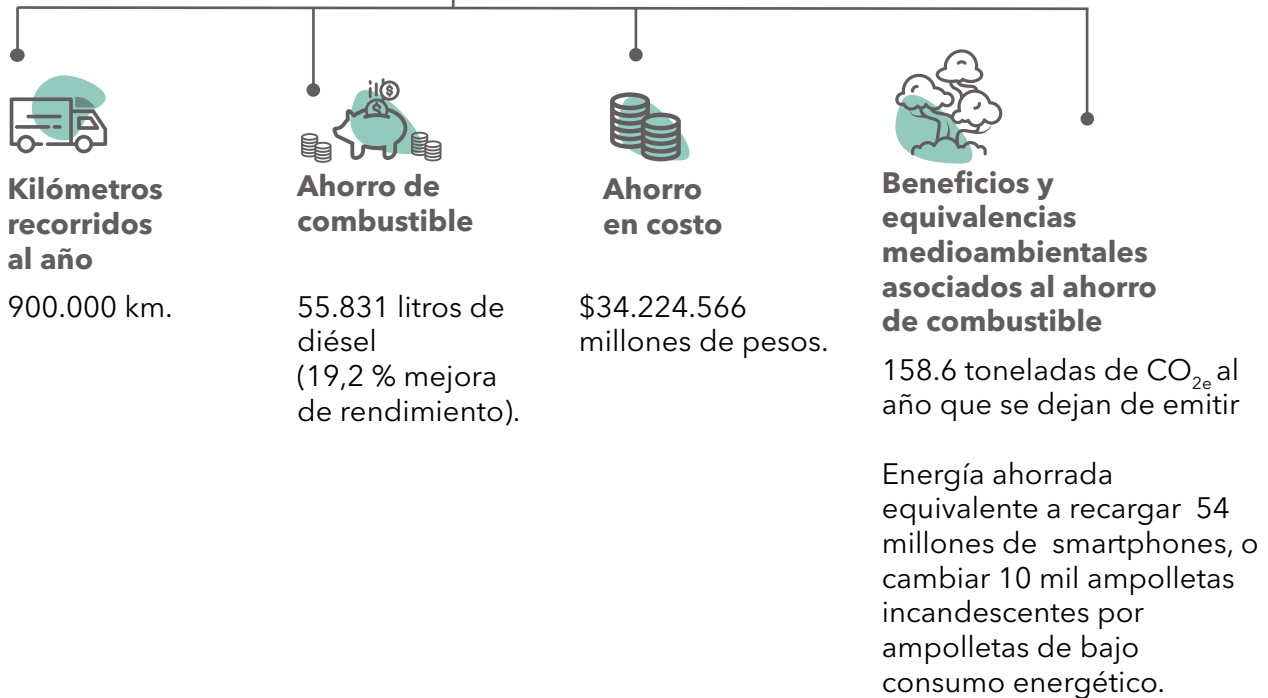 Kilómetros
recorridos
al año
900.000 km.
Ahorro de
combustible
55.831 litros de
diésel
(19,2 % mejora
de rendimiento).
Ahorro
en costo
$34.224.566
millones de pesos.
Beneficios y
equivalencias
medioambientales
asociados al ahorro
de combustible
158.6 toneladas de CO2e al
año que se dejan de emitir
Energía ahorrada
equivalente a recargar 54
millones de smartphones, o
cambiar 10 mil ampolletas
incandescentes por
ampolletas de bajo
consumo energético.